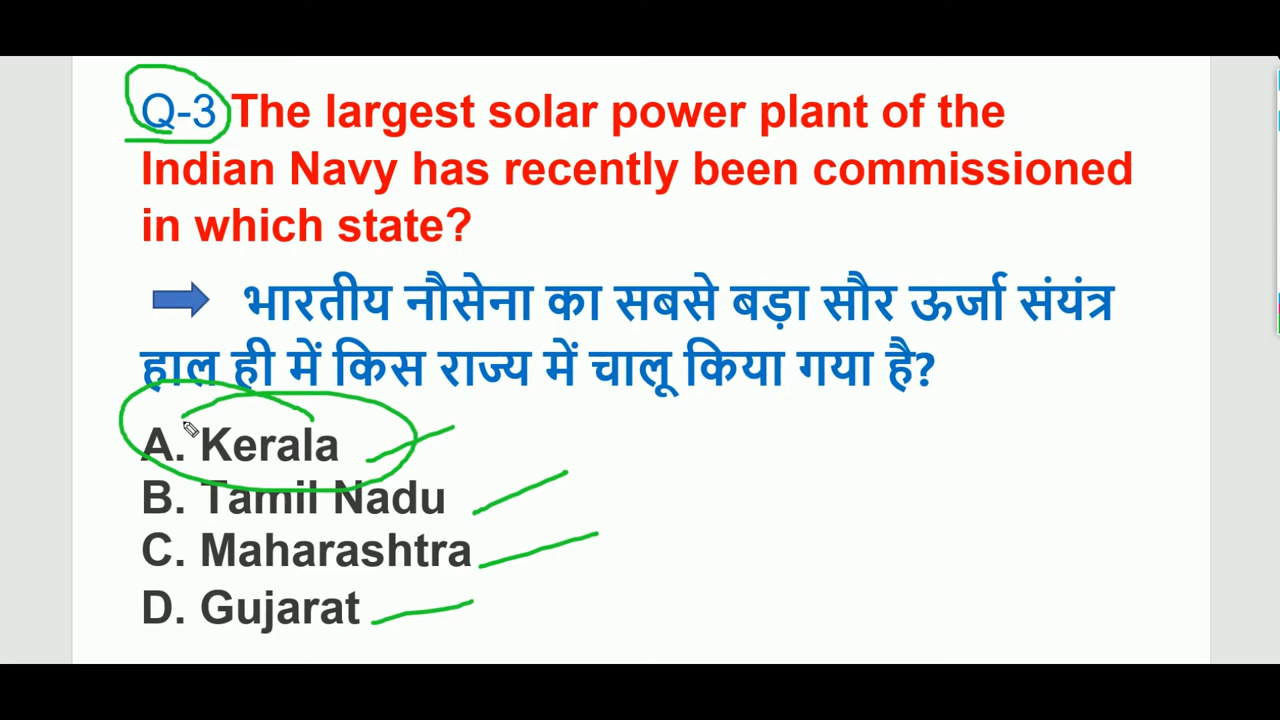 Q-3 The largest solar power plant of the
Indian Navy has recently been commissioned
in which state?
भारतीय नौसेना का सबसे बड़ा सौर ऊर्जा संयंत्र
हाल ही में किस राज्य में चालू किया गया है?
A. Kerala
B. Tamil Nadu
C. Maharashtra
D. Gujarat